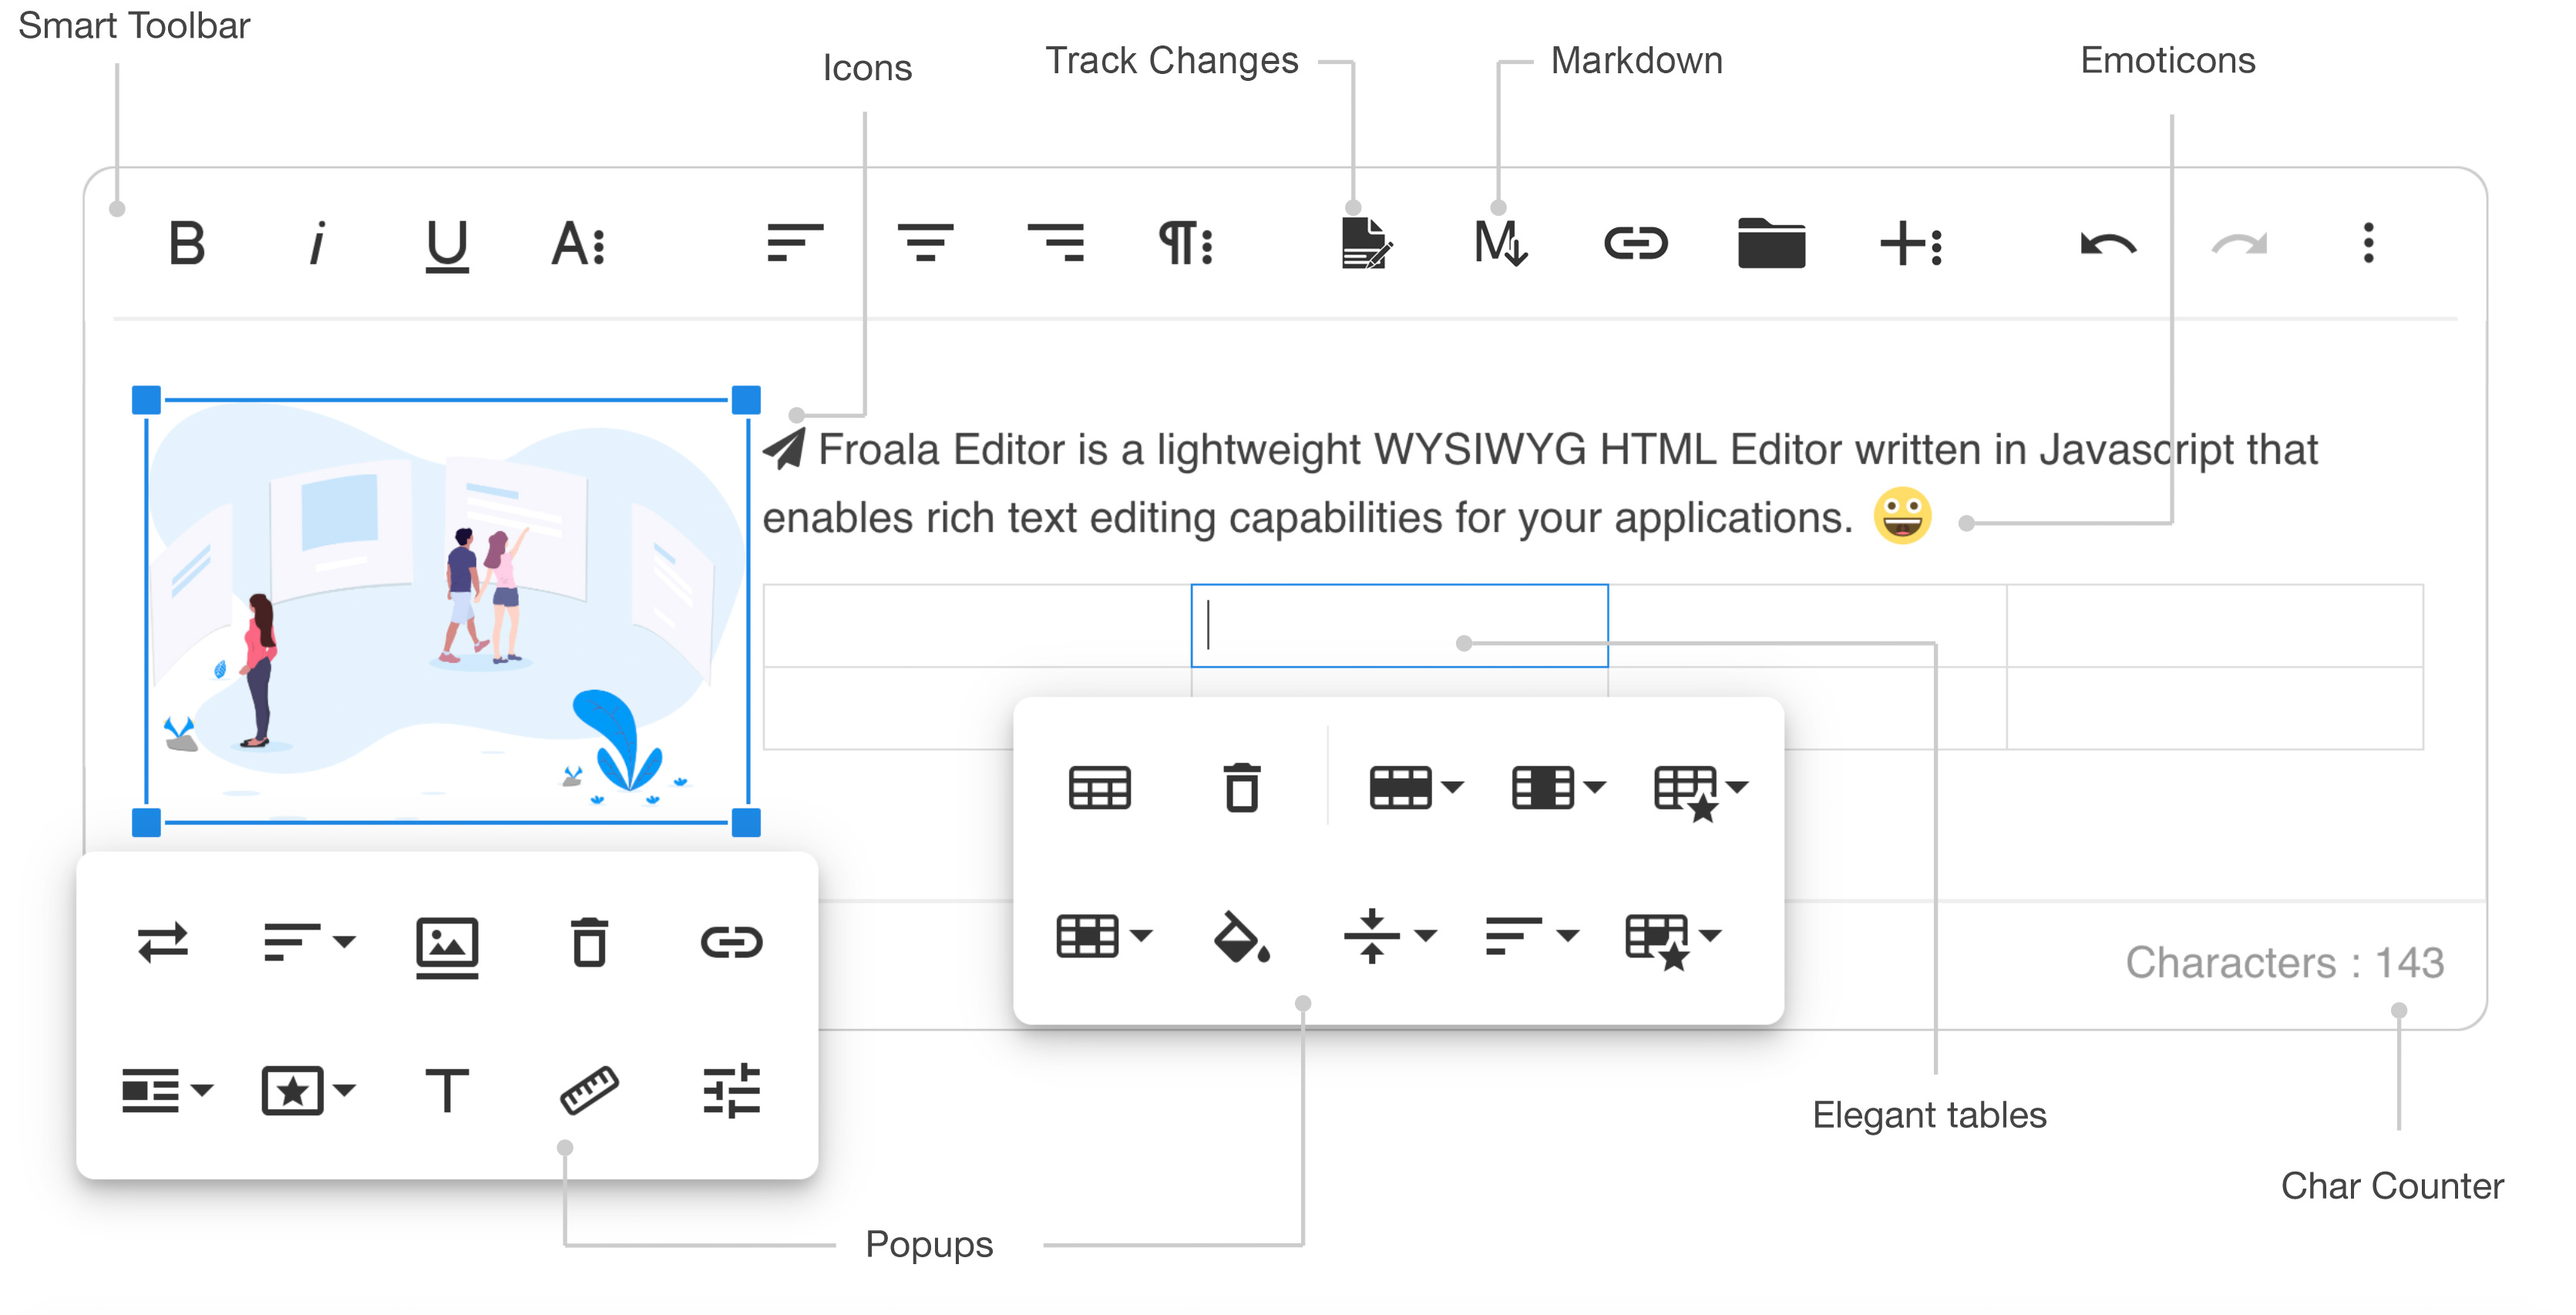 Smart Toolbar
Icons
Track Changes
Markdown
Emoticons
B i U A
Froala Editor is a lightweight WYSIWYG HTML Editor written in Javascript that
enables rich text editing capabilities for your applications.
Characters : 143
Elegant tables
Char Counter
Popups